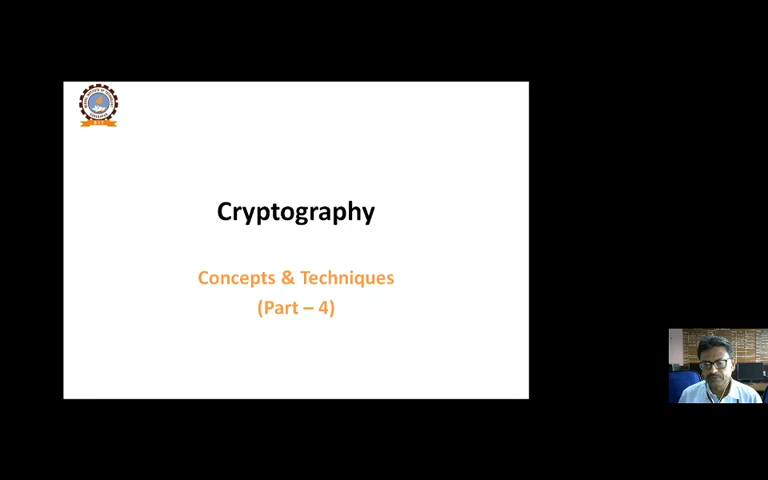 Cryptography
Concepts & Techniques
(Part – 4)